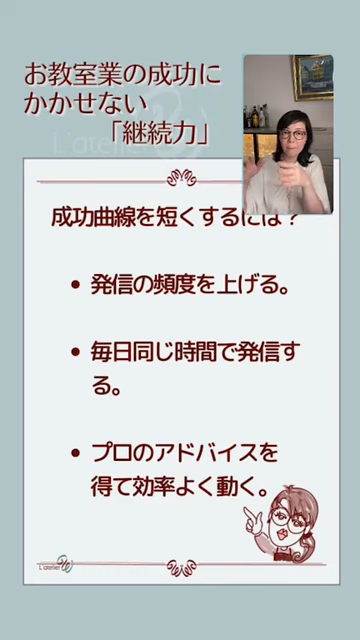 お教室業の成功に
かかせない
「継続力」
L'atelier
成功曲線を短くするには？
• 発信の頻度を上げる。
• 毎日同じ時間で発信す
る。
• プロのアドバイスを
得て効率よく動く。
L'atelier